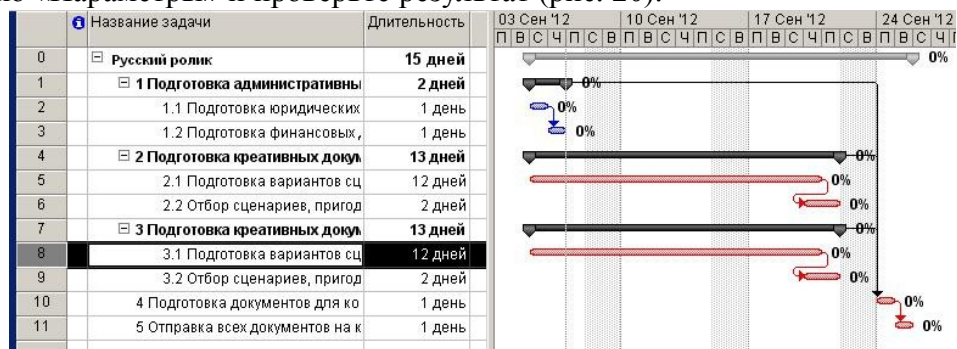 «Параметры» и проверьте результат (рис. 20).
Название задачи Длительность 03 Сен '12 10 Сен '12 17 Сен '12 24 Сен '12
П В С Ч П С В П В С Ч П С В П В С Ч П С В П В С Ч
0 Русский ролик 15 дней 0%
1 1 Подготовка административны 2 дней 0%
2 1.1 Подготовка юридических 1 день 0%
3 1.2 Подготовка финансовых, 1 день 0%
4 2 Подготовка креативных докум 13 дней 0%
5 2.1 Подготовка вариантов сц 12 дней 0%
6 2.2 Отбор сценариев, пригод 2 дней 0%
7 3 Подготовка креативных докум 13 дней 0%
8 3.1 Подготовка вариантов сц 12 дней 0%
9 3.2 Отбор сценариев, пригод 2 дней 0%
10 4 Подготовка документов для ко 1 день 0%
11 5 Отправка всех документов на к 1 день 0%